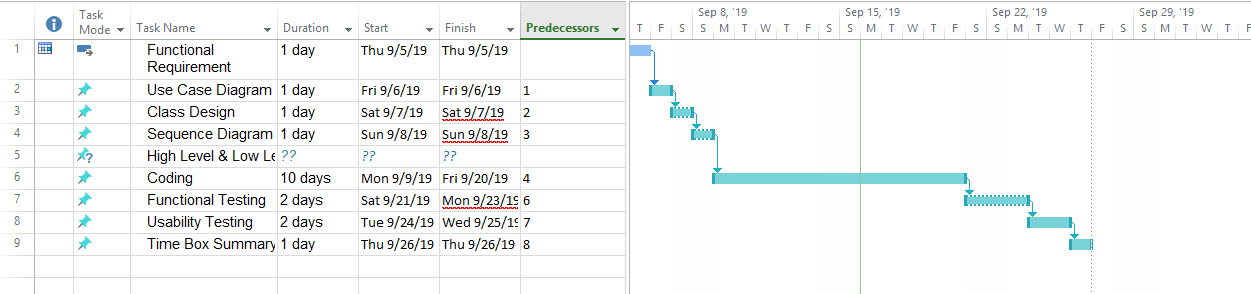 Task Mode Task Name Duration Start Finish Predecessors
Sep 8, '19 Sep 15, '19 Sep 22, '19 Sep 29, '19
T F S S M T W T F S S M T W T F S S M T W T F S S M T W T F
1 Functional Requirement 1 day Thu 9/5/19 Thu 9/5/19
2 Use Case Diagram 1 day Fri 9/6/19 Fri 9/6/19 1
3 Class Design 1 day Sat 9/7/19 Sat 9/7/19 2
4 Sequence Diagram 1 day Sun 9/8/19 Sun 9/8/19 3
5 High Level & Low Le ?? ?? ??
6 Coding 10 days Mon 9/9/19 Fri 9/20/19 4
7 Functional Testing 2 days Sat 9/21/19 Mon 9/23/19 6
8 Usability Testing 2 days Tue 9/24/19 Wed 9/25/19 7
9 Time Box Summary 1 day Thu 9/26/19 Thu 9/26/19 8